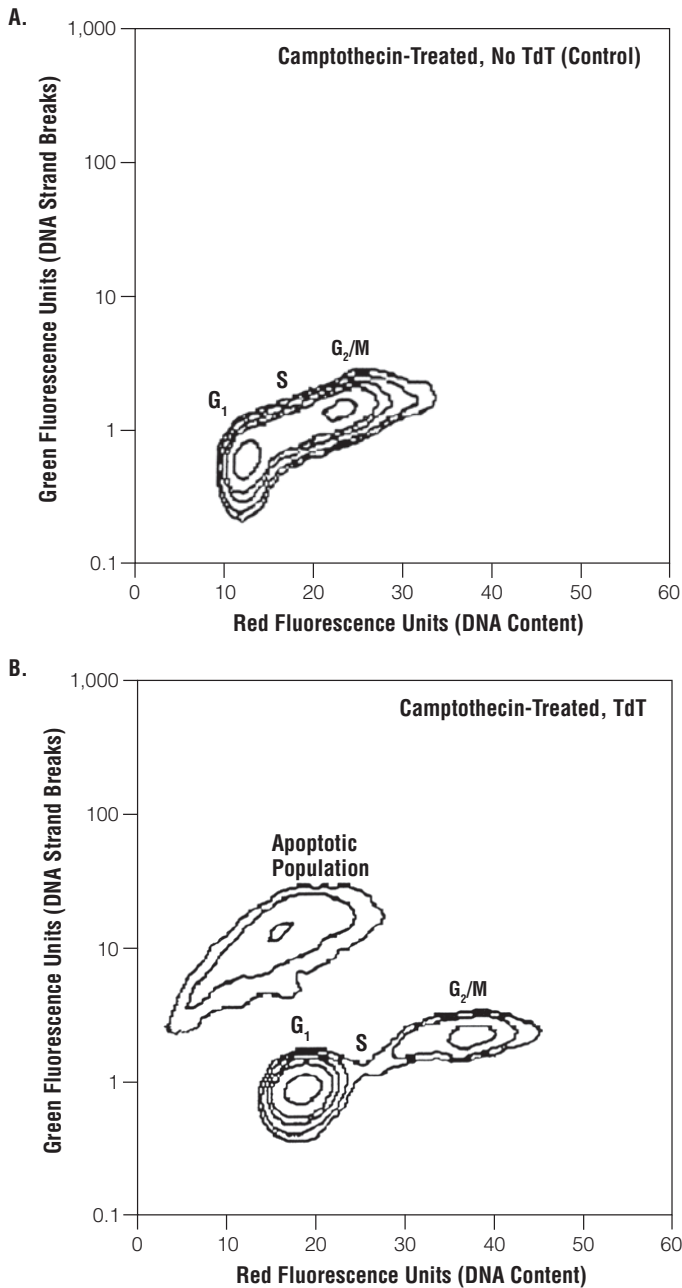 A.
Camptothecin-Treated, No TdT (Control)
Green Fluorescence Units (DNA Strand Breaks)
1,000
100
10
1
0.1
G₁
S
G₂/M
0 10 20 30 40 50 60
Red Fluorescence Units (DNA Content)
B.
Camptothecin-Treated, TdT
Green Fluorescence Units (DNA Strand Breaks)
1,000
100
10
1
0.1
Apoptotic
Population
G₁
S
G₂/M
0 10 20 30 40 50 60
Red Fluorescence Units (DNA Content)